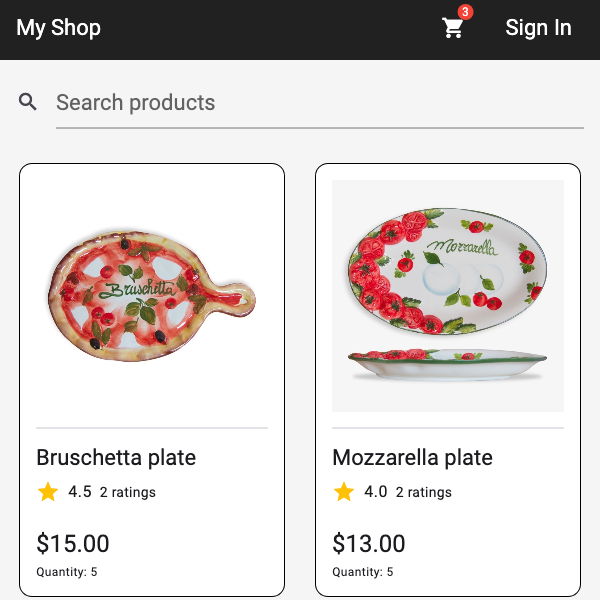 My Shop
3
Sign In
Search products
Bruschetta
Mozzarella
Bruschetta plate
4.5 2 ratings
$15.00
Quantity: 5
Mozzarella plate
4.0 2 ratings
$13.00
Quantity: 5